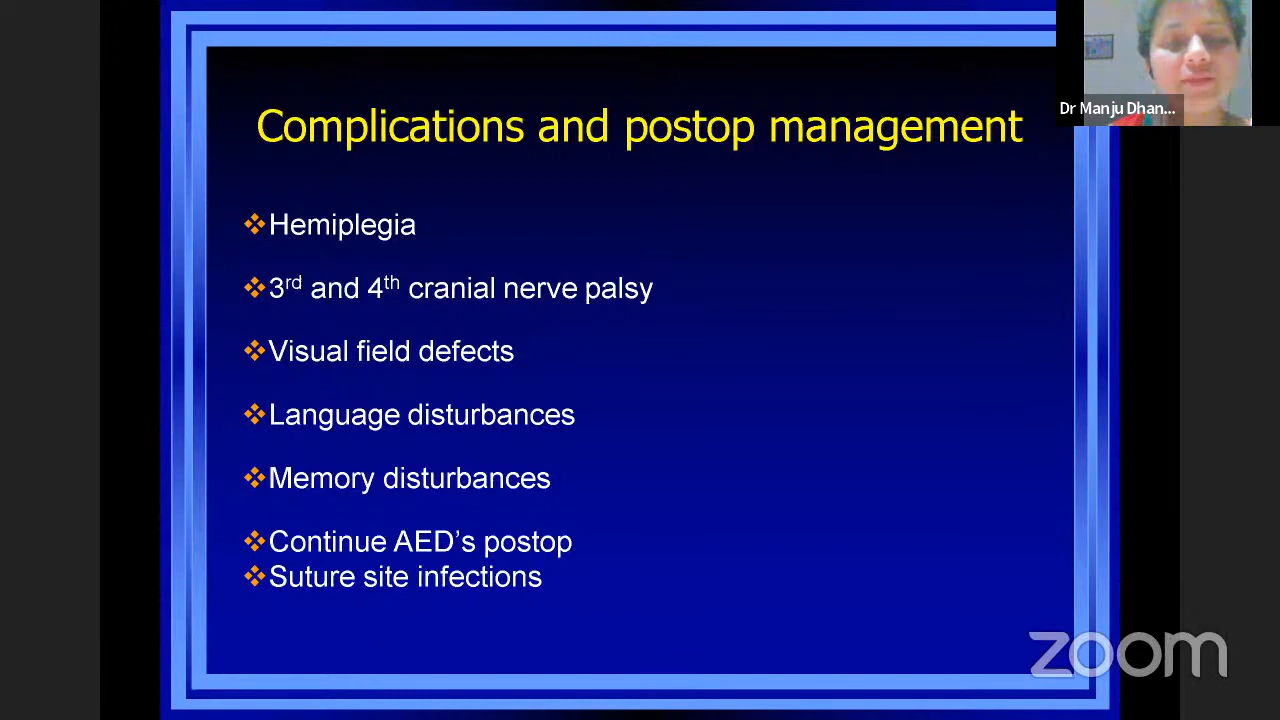 Complications and postop management
Dr Manju Dhan...
❖Hemiplegia
❖3rd and 4th cranial nerve palsy
❖Visual field defects
❖Language disturbances
❖Memory disturbances
❖Continue AED’s postop
❖Suture site infections
zoom